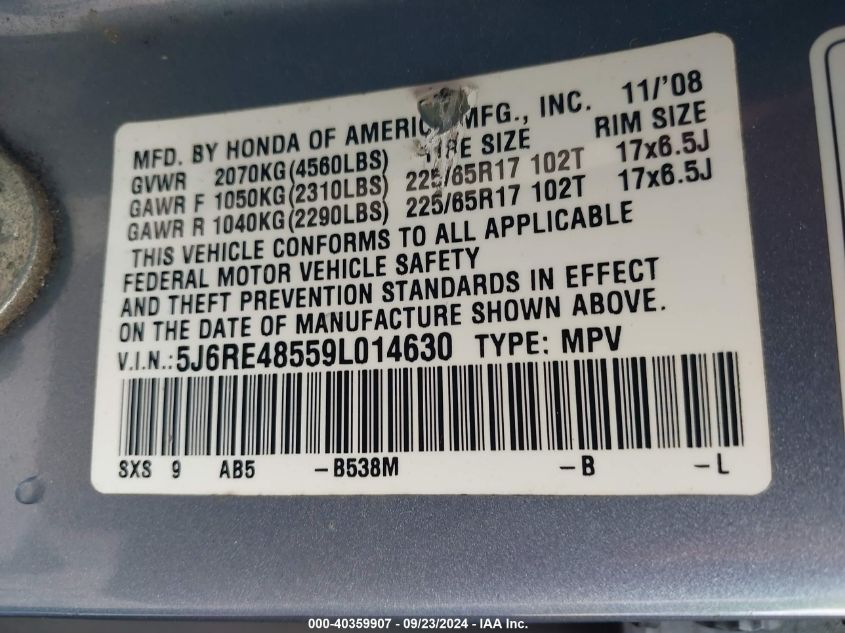 MFD. BY HONDA OF AMERICA MFG., INC. 11/'08
GVWR 2070KG(4560LBS) TIRE SIZE RIM SIZE
GAWR F 1050KG(2310LBS) 225/65R17 102T 17x6.5J
GAWR R 1040KG(2290LBS) 225/65R17 102T 17x6.5J
THIS VEHICLE CONFORMS TO ALL APPLICABLE
FEDERAL MOTOR VEHICLE SAFETY
AND THEFT PREVENTION STANDARDS IN EFFECT
ON THE DATE OF MANUFACTURE SHOWN ABOVE.
V.I.N.: 5J6RE48559L014630 TYPE: MPV
SXS 9 AB5 -B538M -B -L
000-40359907 - 09/23/2024 - IAA Inc.